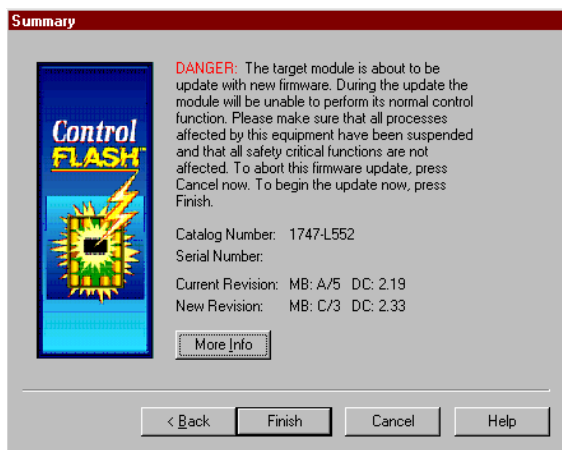 Summary
Control
FLASH™
DANGER: The target module is about to be
update with new firmware. During the update the
module will be unable to perform its normal control
function. Please make sure that all processes
affected by this equipment have been suspended
and that all safety critical functions are not
affected. To abort this firmware update, press
Cancel now. To begin the update now, press
Finish.
Catalog Number: 1747-L552
Serial Number:
Current Revision: MB: A/5 DC: 2.19
New Revision: MB: C/3 DC: 2.33
More Info
< Back Finish Cancel Help